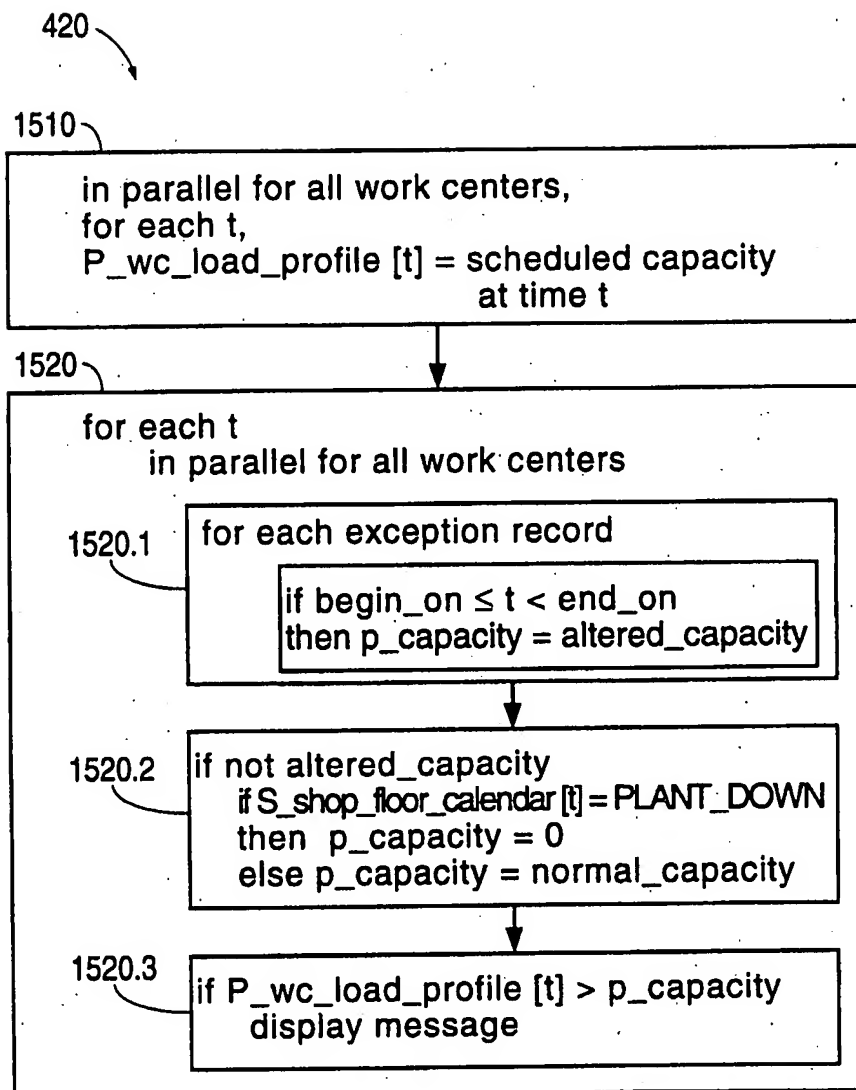 420
1510
in parallel for all work centers,
for each t,
P_wc_load_profile [t] = scheduled capacity
at time t
1520
for each t
in parallel for all work centers
1520.1
for each exception record
if begin_on ≤ t < end_on
then p_capacity = altered_capacity
1520.2
if not altered_capacity
if S_shop_floor_calendar [t] = PLANT_DOWN
then p_capacity = 0
else p_capacity = normal_capacity
1520.3
if P_wc_load_profile [t] > p_capacity
display message